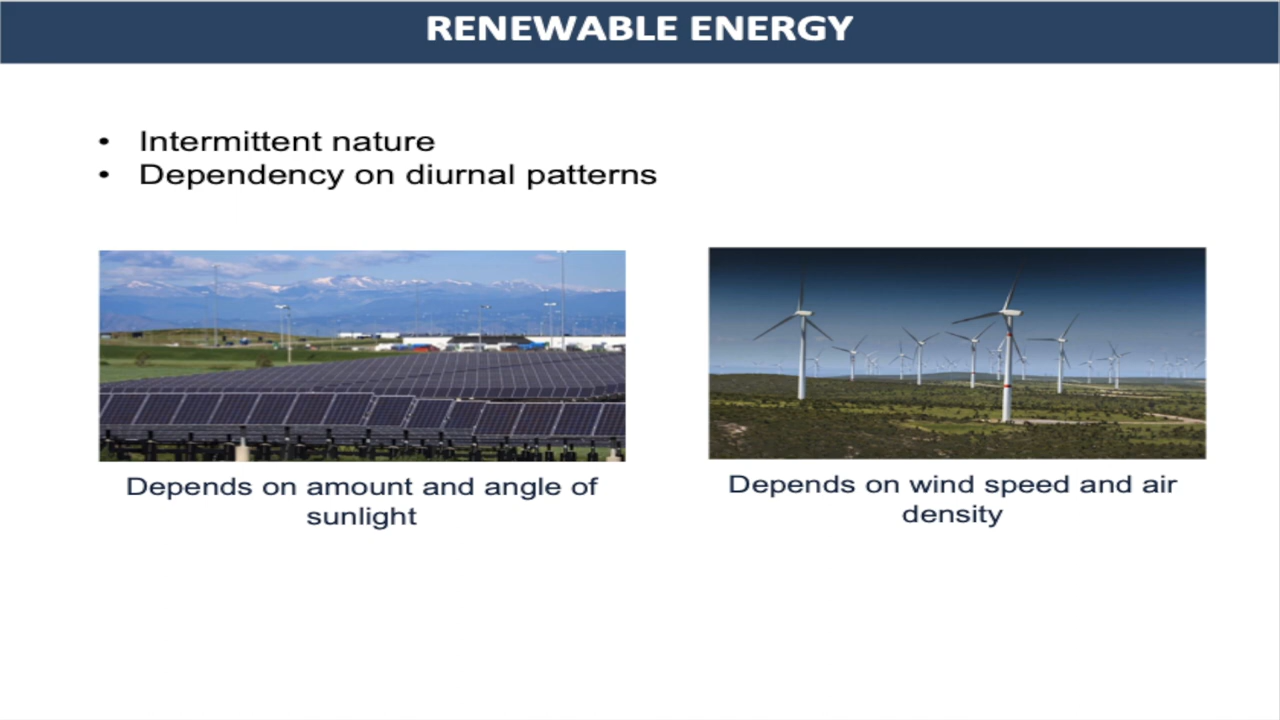 RENEWABLE ENERGY
• Intermittent nature
• Dependency on diurnal patterns
Depends on amount and angle of
sunlight
Depends on wind speed and air
density